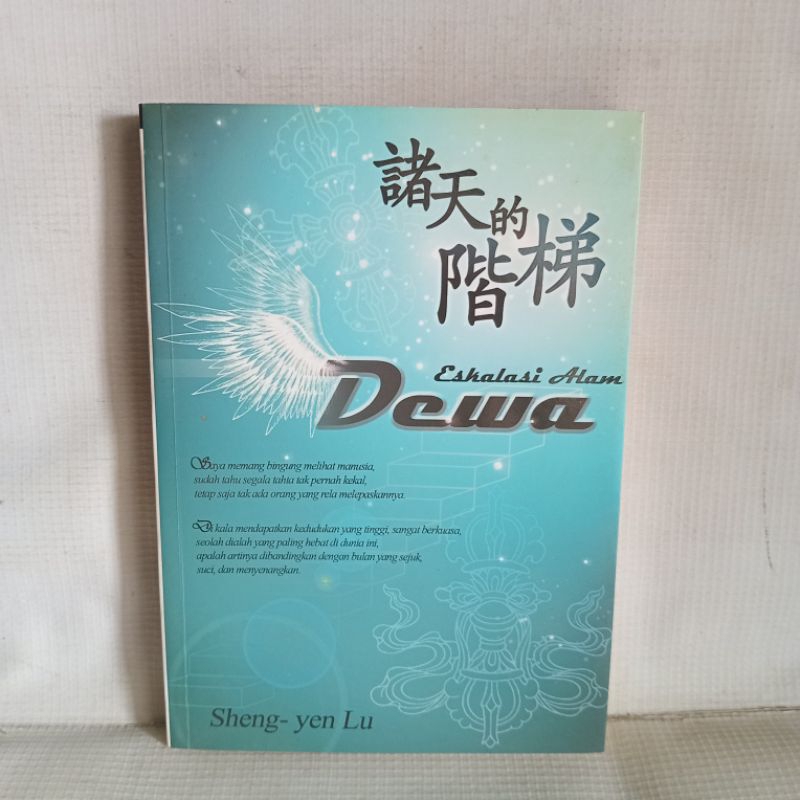 諸天的階梯
Eskalasi Alam
Dewa
Saya memang bingung melihat manusia,
sudah tahu segala tahta tak pernah kekal,
tetap saja tak ada orang yang rela melepaskannya.
Di kala mendapatkan kedudukan yang tinggi, sangat berkuasa,
seolah dialah yang paling hebat di dunia ini,
apalah artinya dibandingkan dengan bulan yang sejuk,
suci, dan menyenangkan.
Sheng- yen Lu